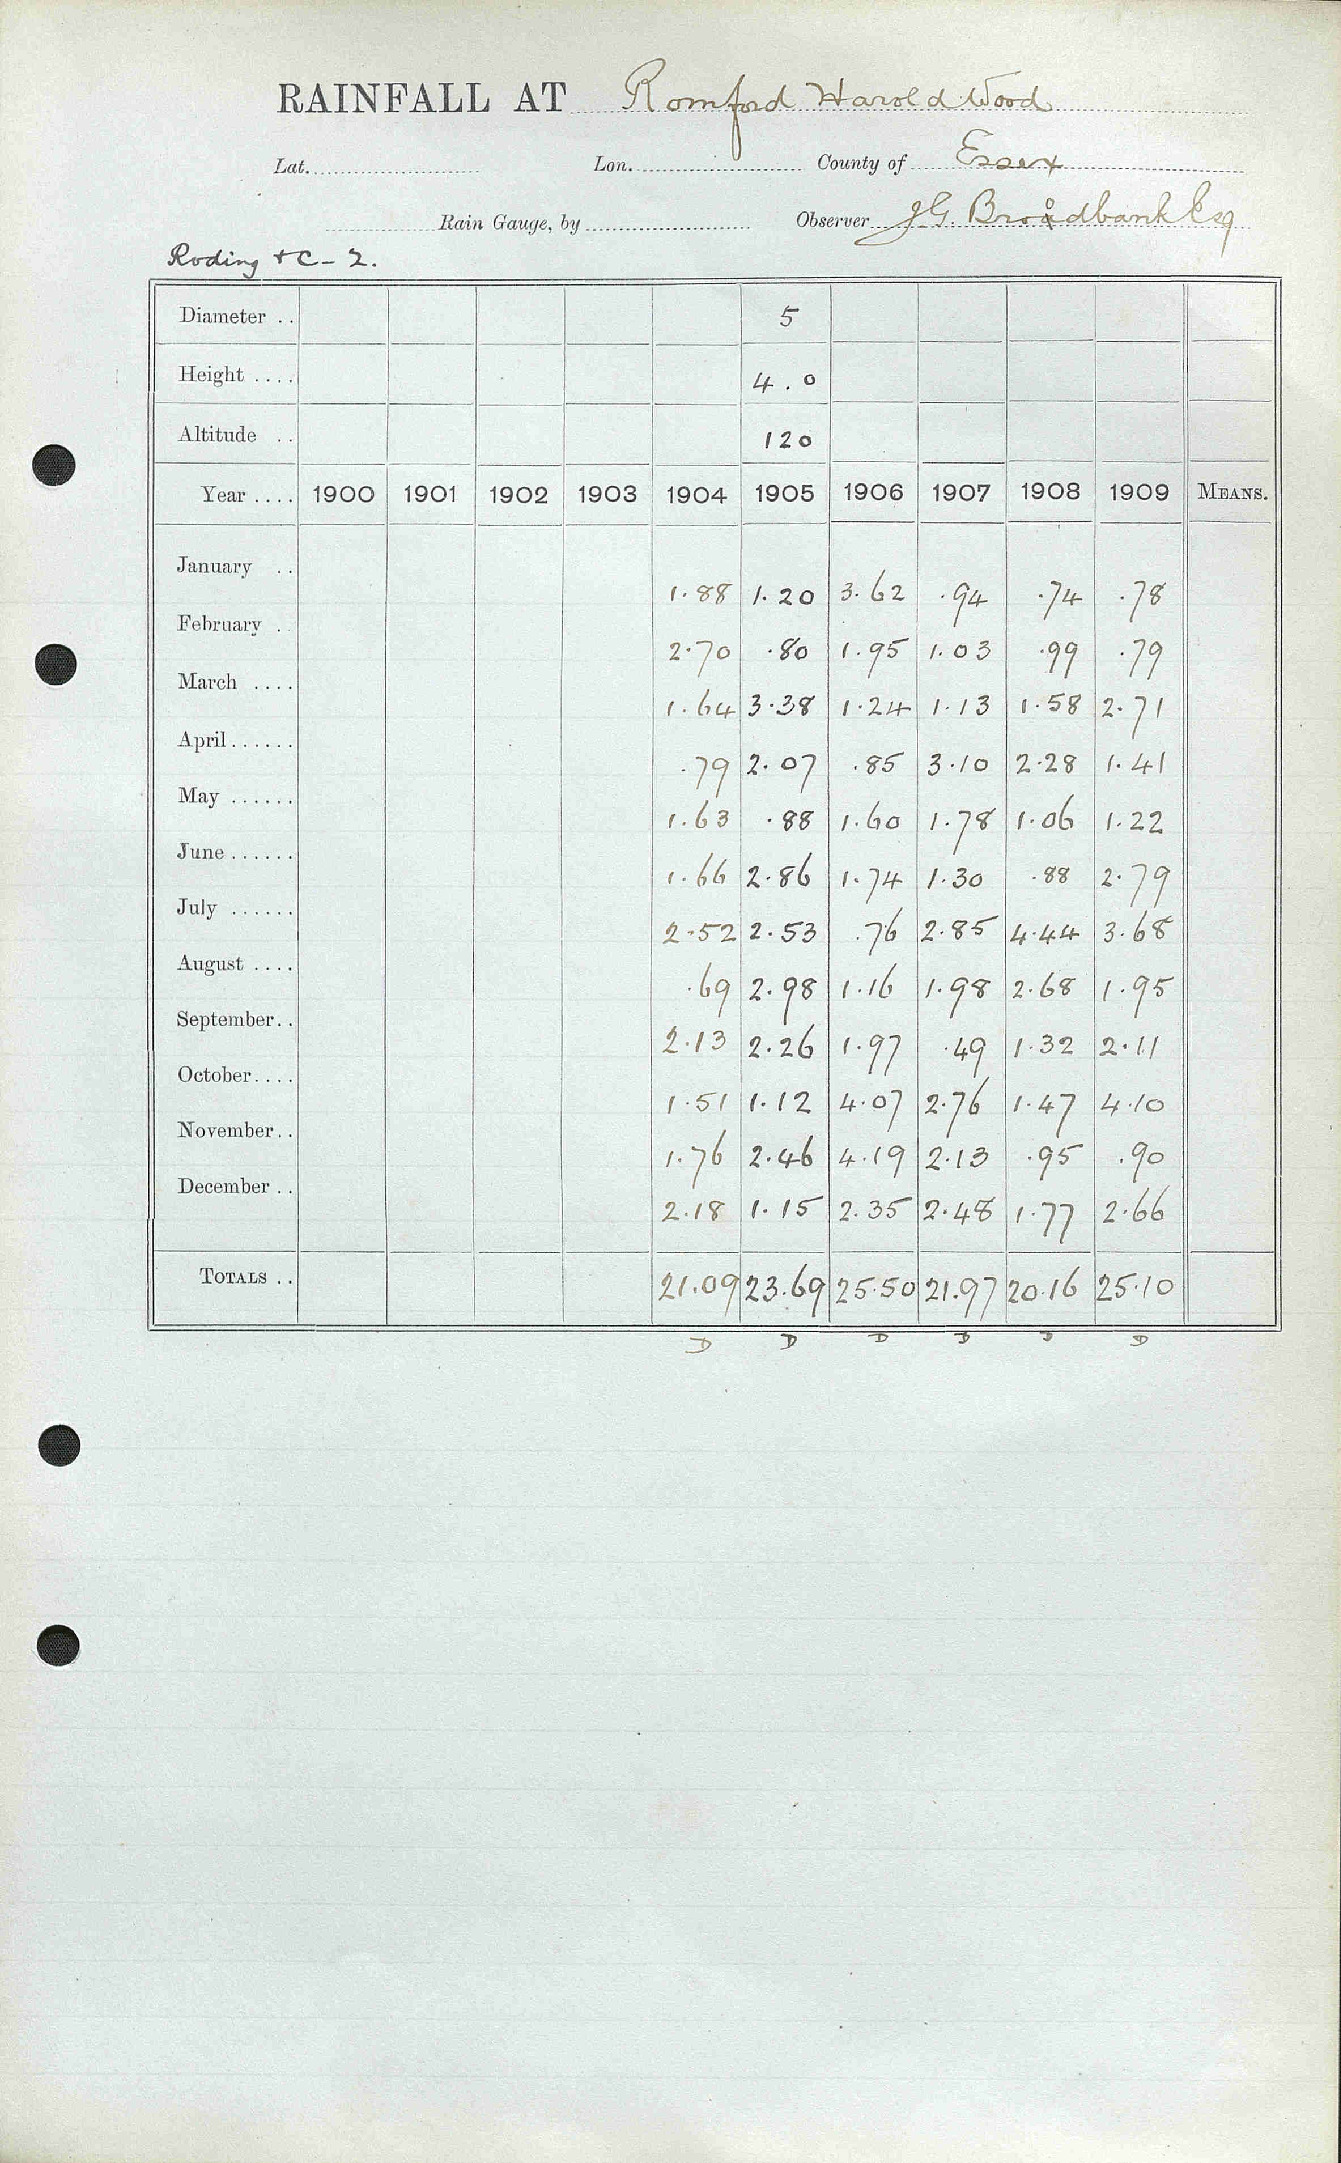 RAINFALL AT Romford Harold Wood
Lat. Lon. County of Essex
Rain Gauge, by Observer J.G. Broadbank Esq
Roding + C - 2.
Diameter . . 5
Height . . . . 4.0
Altitude . . 120
Year . . . . 1900 1901 1902 1903 1904 1905 1906 1907 1908 1909 MEANS.
January . . 1.88 1.20 3.62 .94 .74 .78
February . 2.70 .80 1.95 1.03 .99 .79
March . . . . 1.64 3.38 1.24 1.13 1.58 2.71
April . . . . . . .79 2.07 .85 3.10 2.28 1.41
May . . . . . . 1.63 .88 1.60 1.78 1.06 1.22
June . . . . . . 1.66 2.86 1.74 1.30 .88 2.79
July . . . . . . 2.52 2.53 .76 2.85 4.44 3.68
August . . . . .69 2.98 1.16 1.98 2.68 1.95
September. . 2.13 2.26 1.97 .49 1.32 2.11
October. . . . 1.51 1.12 4.07 2.76 1.47 4.10
November. . 1.76 2.46 4.19 2.13 .95 .90
December . . 2.18 1.15 2.35 2.48 1.77 2.66
TOTALS . . 21.09 23.69 25.50 21.97 20.16 25.10
D D D D D D